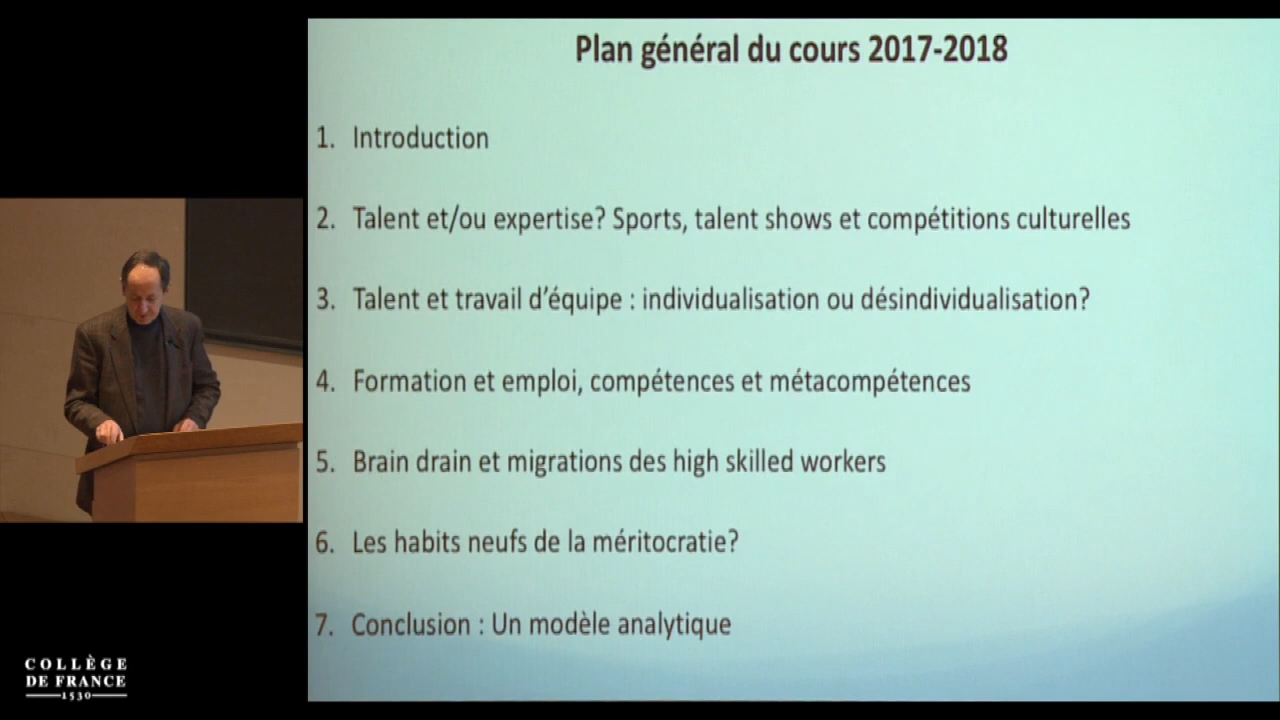 Plan général du cours 2017-2018
1. Introduction
2. Talent et/ou expertise? Sports, talent shows et compétitions culturelles
3. Talent et travail d’équipe : individualisation ou désindividualisation?
4. Formation et emploi, compétences et métacompétences
5. Brain drain et migrations des high skilled workers
6. Les habits neufs de la méritocratie?
7. Conclusion : Un modèle analytique
COLLÈGE
DE FRANCE
1530